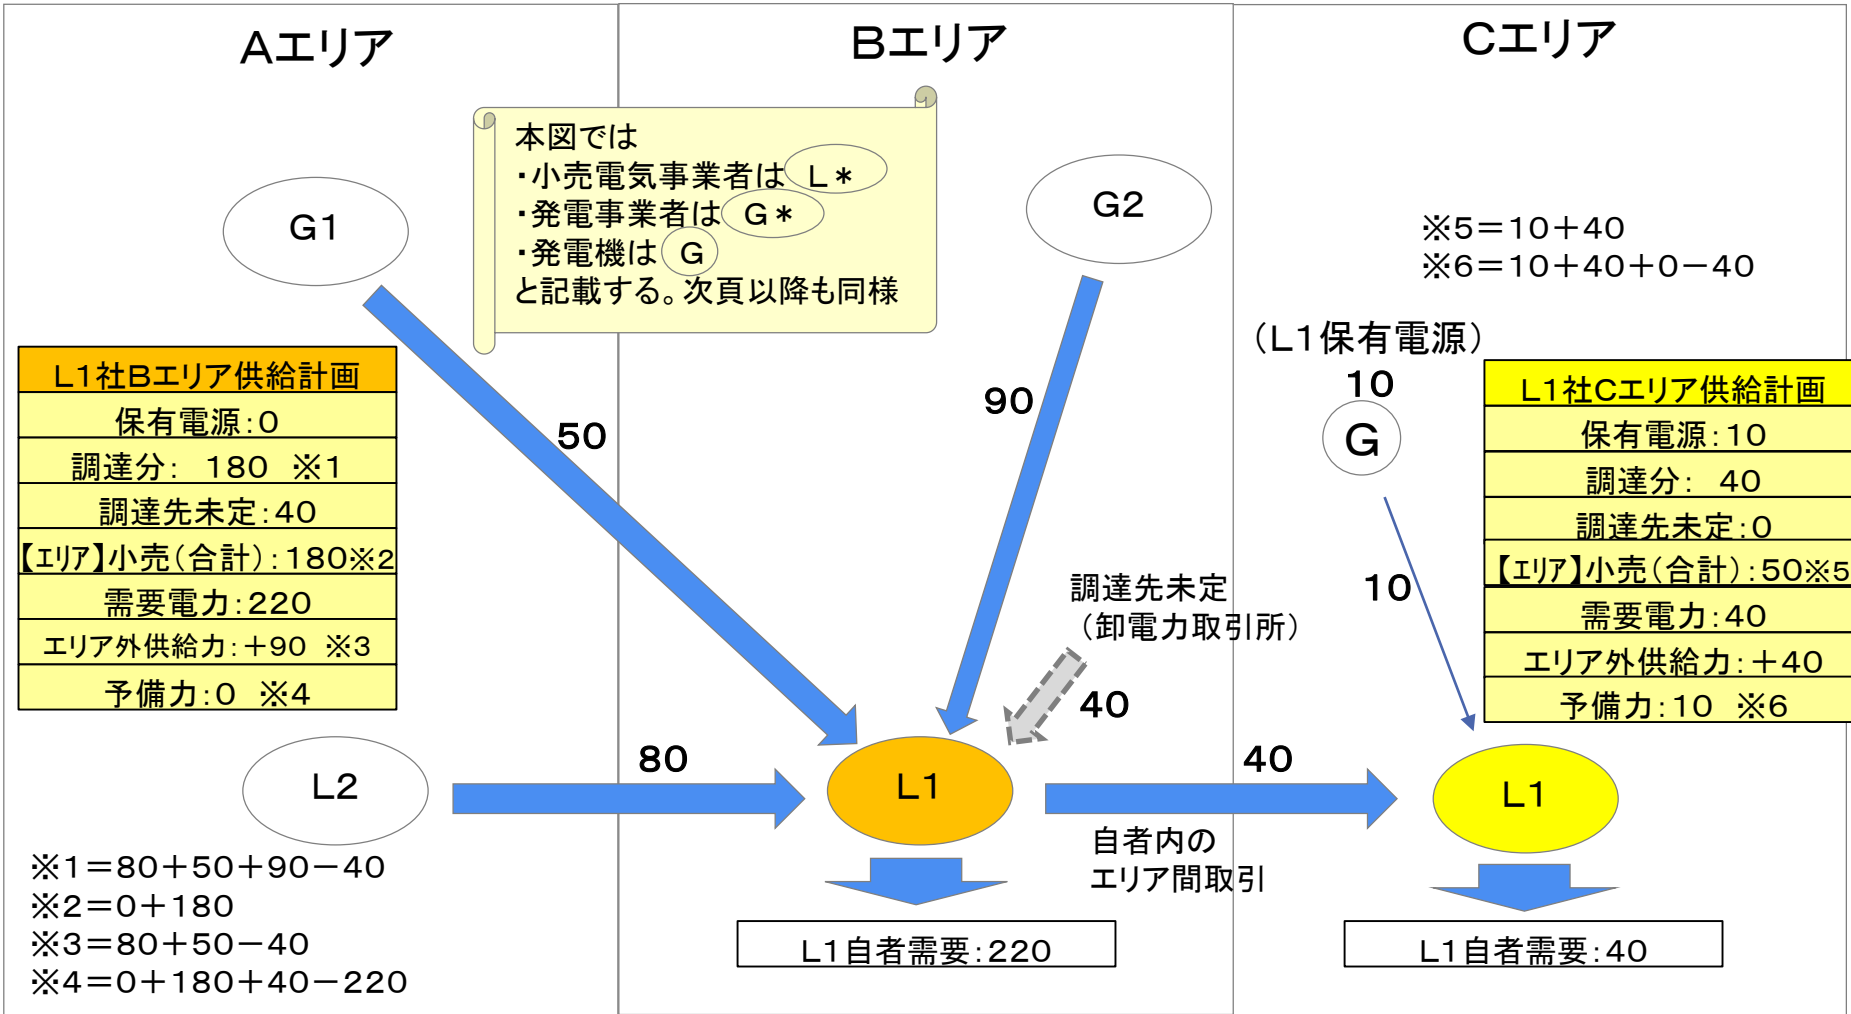 Aエリア
Bエリア
Cエリア
本図では
・小売電気事業者は L＊
・発電事業者は G＊
・発電機は G
と記載する。次頁以降も同様
G1
G2
※5＝10＋40
※6＝10＋40＋0－40
L1社Bエリア供給計画
保有電源：0
調達分： 180 ※1
調達先未定：40
【エリア】小売（合計）：180※2
需要電力：220
エリア外供給力：＋90 ※3
予備力：0 ※4
50
90
（L1保有電源）
10
G
10
L1社Cエリア供給計画
保有電源：10
調達分： 40
調達先未定：0
【エリア】小売（合計）：50※5
需要電力：40
エリア外供給力：＋40
予備力：10 ※6
調達先未定
（卸電力取引所）
40
L2
80
L1
40
L1
自者内の
エリア間取引
※1＝80＋50＋90－40
※2＝0＋180
※3＝80＋50－40
※4＝0＋180＋40－220
L1自者需要：220
L1自者需要：40